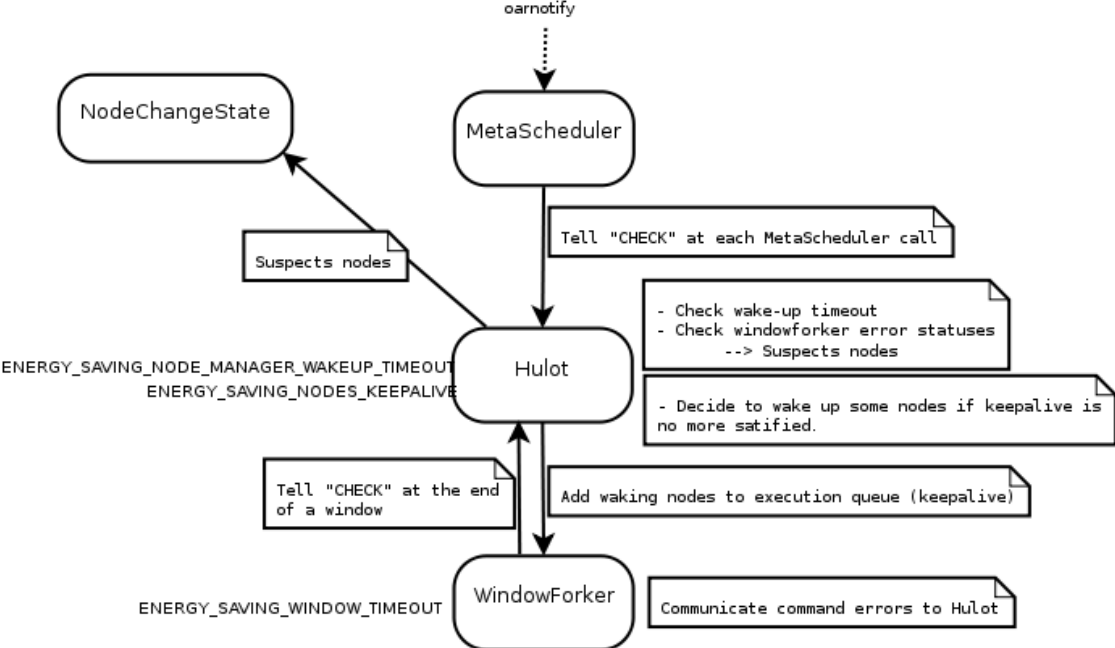 oarnotify
NodeChangeState
MetaScheduler
Tell "CHECK" at each MetaScheduler call
Suspects nodes
- Check wake-up timeout
- Check windowforker error statuses
--> Suspects nodes
ENERGY_SAVING_NODE_MANAGER_WAKEUP_TIMEOUT
ENERGY_SAVING_NODES_KEEPALIVE
Hulot
- Decide to wake up some nodes if keepalive is
no more satified.
Tell "CHECK" at the end
of a window
Add waking nodes to execution queue (keepalive)
ENERGY_SAVING_WINDOW_TIMEOUT
WindowForker
Communicate command errors to Hulot